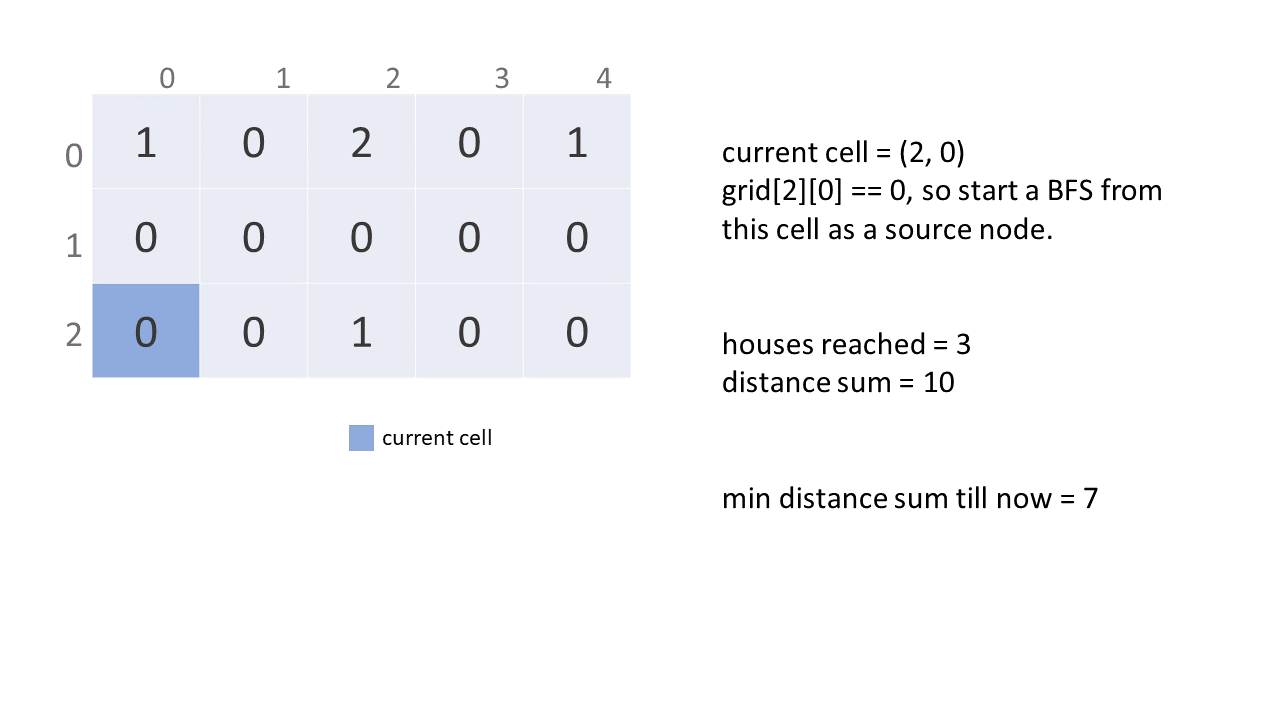 0 1 2 3 4
0 1 0 2 0 1
1 0 0 0 0 0
2 0 0 1 0 0
current cell
current cell = (2, 0)
grid[2][0] == 0, so start a BFS from
this cell as a source node.
houses reached = 3
distance sum = 10
min distance sum till now = 7